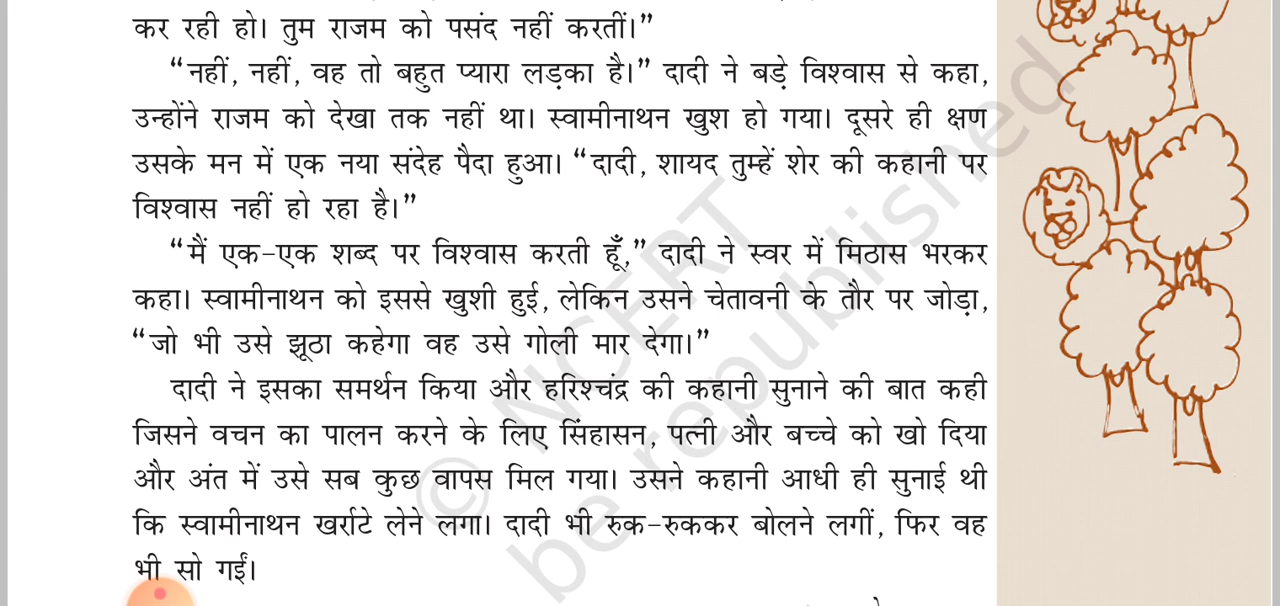 कर रही हो। तुम राजम को पसंद नहीं करतीं।”
“नहीं, नहीं, वह तो बहुत प्यारा लड़का है।” दादी ने बड़े विश्वास से कहा,
उन्होंने राजम को देखा तक नहीं था। स्वामीनाथन खुश हो गया। दूसरे ही क्षण
उसके मन में एक नया संदेह पैदा हुआ। “दादी, शायद तुम्हें शेर की कहानी पर
विश्वास नहीं हो रहा है।”
“मैं एक-एक शब्द पर विश्वास करती हूँ,” दादी ने स्वर में मिठास भरकर
कहा। स्वामीनाथन को इससे खुशी हुई, लेकिन उसने चेतावनी के तौर पर जोड़ा,
“जो भी उसे झूठा कहेगा वह उसे गोली मार देगा।”
दादी ने इसका समर्थन किया और हरिश्चंद्र की कहानी सुनाने की बात कही
जिसने वचन का पालन करने के लिए सिंहासन, पत्नी और बच्चे को खो दिया
और अंत में उसे सब कुछ वापस मिल गया। उसने कहानी आधी ही सुनाई थी
कि स्वामीनाथन खर्राटे लेने लगा। दादी भी रुक-रुककर बोलने लगीं, फिर वह
भी सो गईं।
© NCERT
be republished